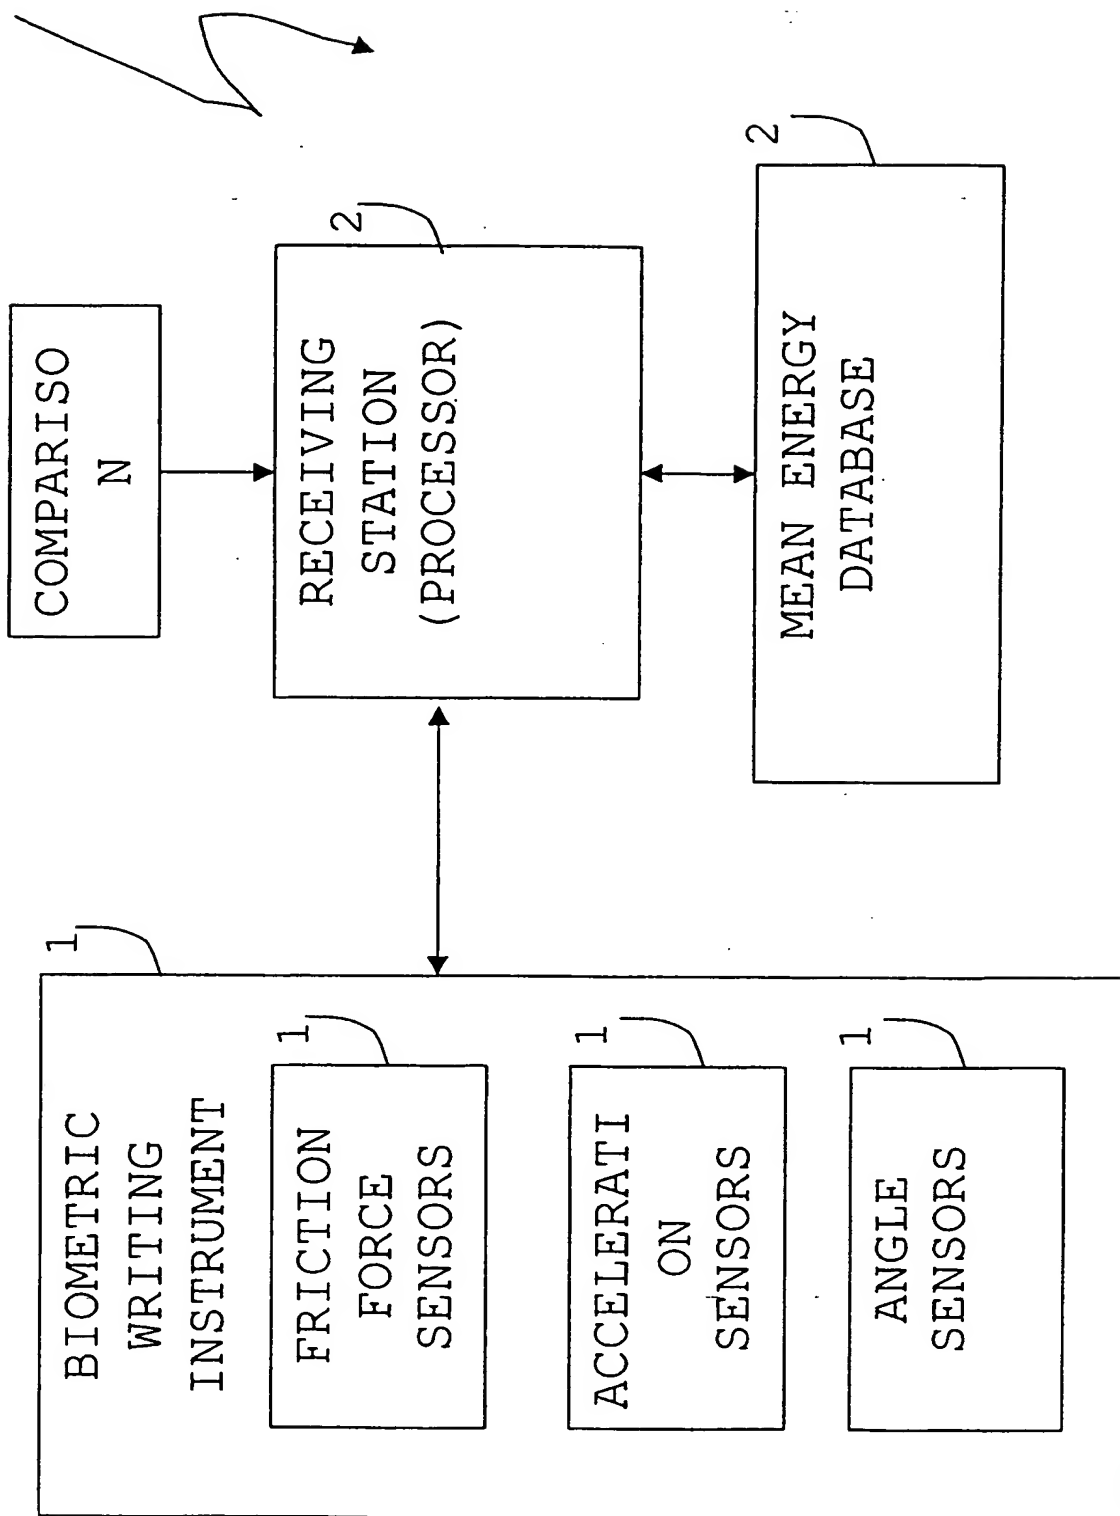 1
BIOMETRIC
WRITING
INSTRUMENT
1
FRICTION
FORCE
SENSORS
1
ACCELERATI
ON
SENSORS
1
ANGLE
SENSORS
COMPARISO
N
2
RECEIVING
STATION
(PROCESSOR)
2
MEAN ENERGY
DATABASE